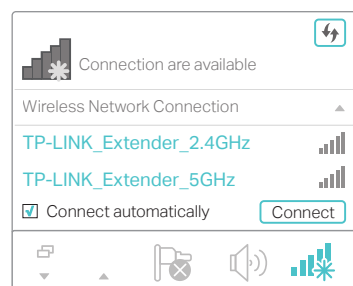 Connection are available
Wireless Network Connection
TP-LINK_Extender_2.4GHz
TP-LINK_Extender_5GHz
Connect automatically Connect